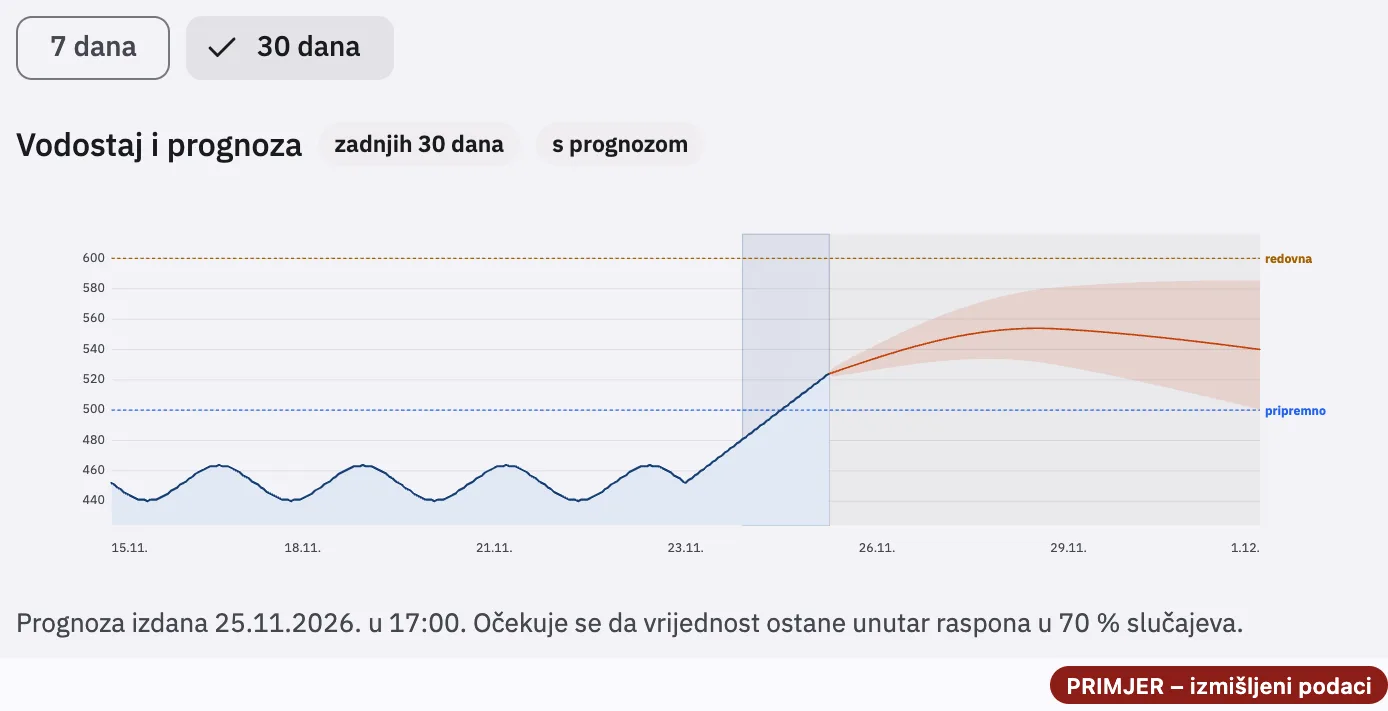 7 dana
30 dana
Vodostaj i prognoza
zadnjih 30 dana
s prognozom
600
redovna
580
560
540
520
500
pripremno
480
460
440
15.11.
18.11.
21.11.
23.11.
26.11.
29.11.
1.12.
Prognoza izdana 25.11.2026. u 17:00. Očekuje se da vrijednost ostane unutar raspona u 70 % slučajeva.
PRIMJER – izmišljeni podaci